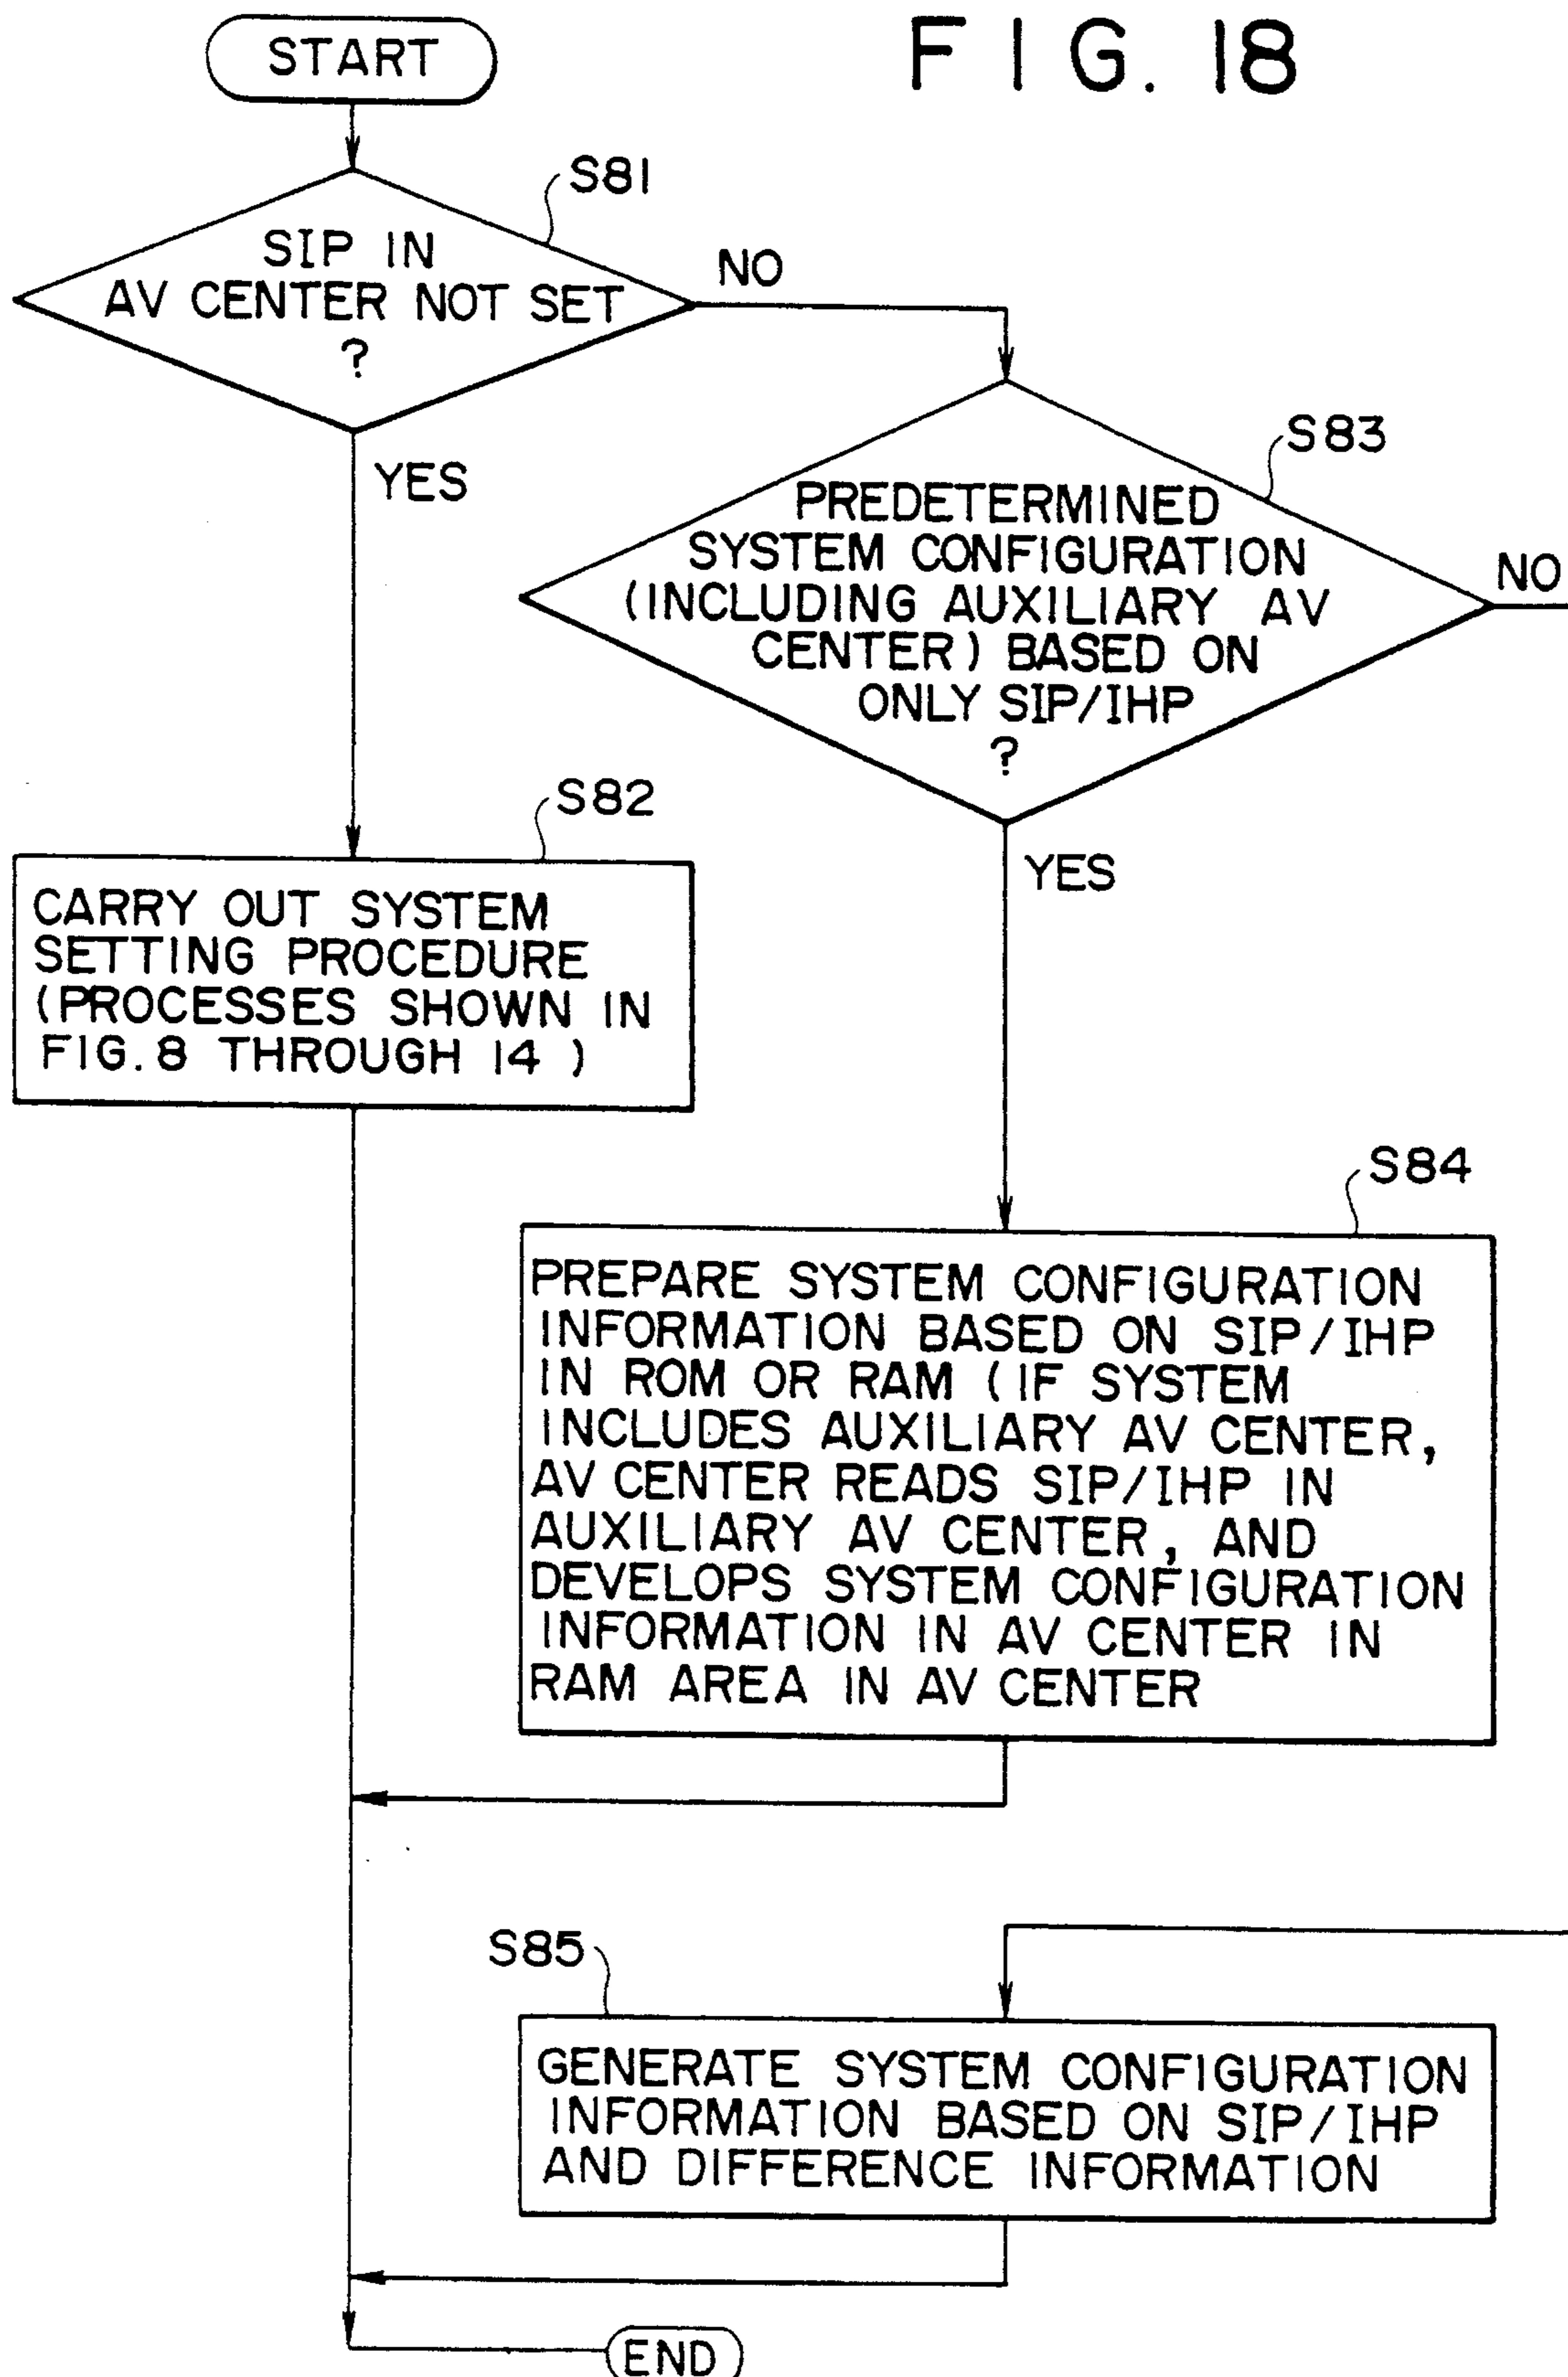 FIG. 18
START
S81
SIP IN
AV CENTER NOT SET
?
NO
YES
S83
PREDETERMINED
SYSTEM CONFIGURATION
(INCLUDING AUXILIARY AV
CENTER) BASED ON
ONLY SIP/IHP
?
NO
YES
S82
CARRY OUT SYSTEM
SETTING PROCEDURE
(PROCESSES SHOWN IN
FIG. 8 THROUGH 14 )
S84
PREPARE SYSTEM CONFIGURATION
INFORMATION BASED ON SIP/IHP
IN ROM OR RAM (IF SYSTEM
INCLUDES AUXILIARY AV CENTER,
AV CENTER READS SIP/IHP IN
AUXILIARY AV CENTER, AND
DEVELOPS SYSTEM CONFIGURATION
INFORMATION IN AV CENTER IN
RAM AREA IN AV CENTER
S85
GENERATE SYSTEM CONFIGURATION
INFORMATION BASED ON SIP/IHP
AND DIFFERENCE INFORMATION
END